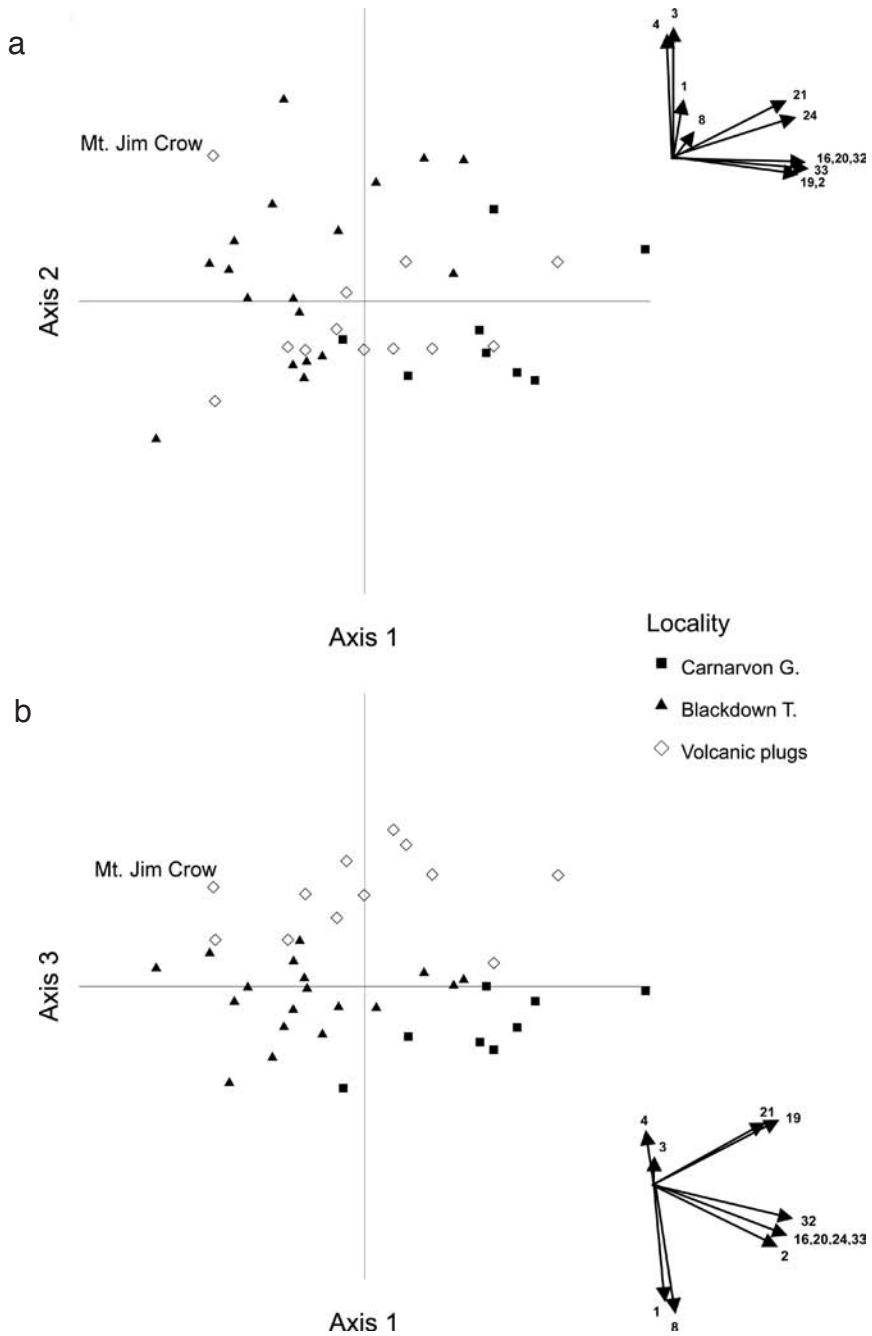 a
3
4
1
8
21
24
16,20,32
33
19,2
Mt. Jim Crow
Axis 2
Axis 1
Locality
Carnarvon G.
Blackdown T.
Volcanic plugs
b
Mt. Jim Crow
Axis 3
4
3
21
19
32
16,20,24,33
2
1
8
Axis 1